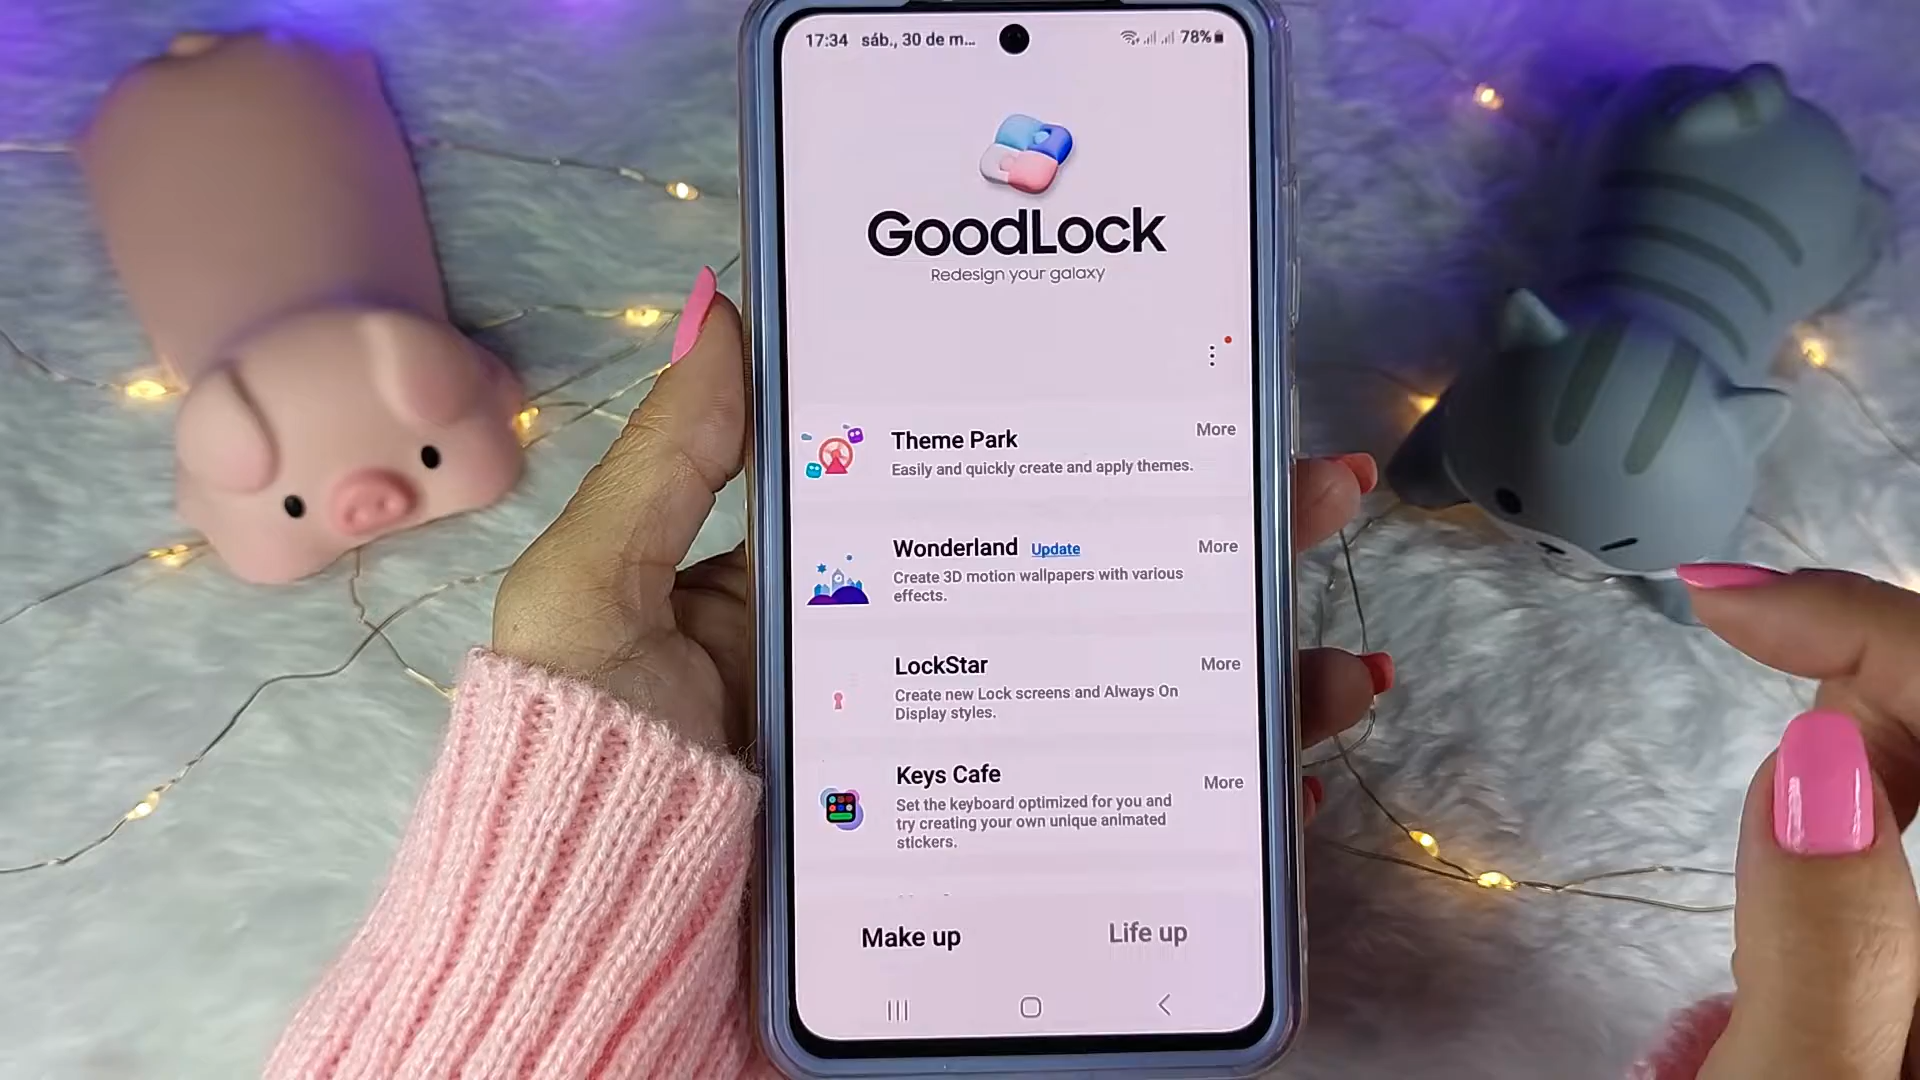 17:34 sáb., 30 de m... 78%
GOODLOCK
Redesign your galaxy
Theme Park
More
Easily and quickly create and apply themes.
Wonderland Update
More
Create 3D motion wallpapers with various
effects.
LockStar
More
Create new Lock screens and Always On
Display styles.
Keys Cafe
More
Set the keyboard optimized for you and
try creating your own unique animated
stickers.
Make up Life up